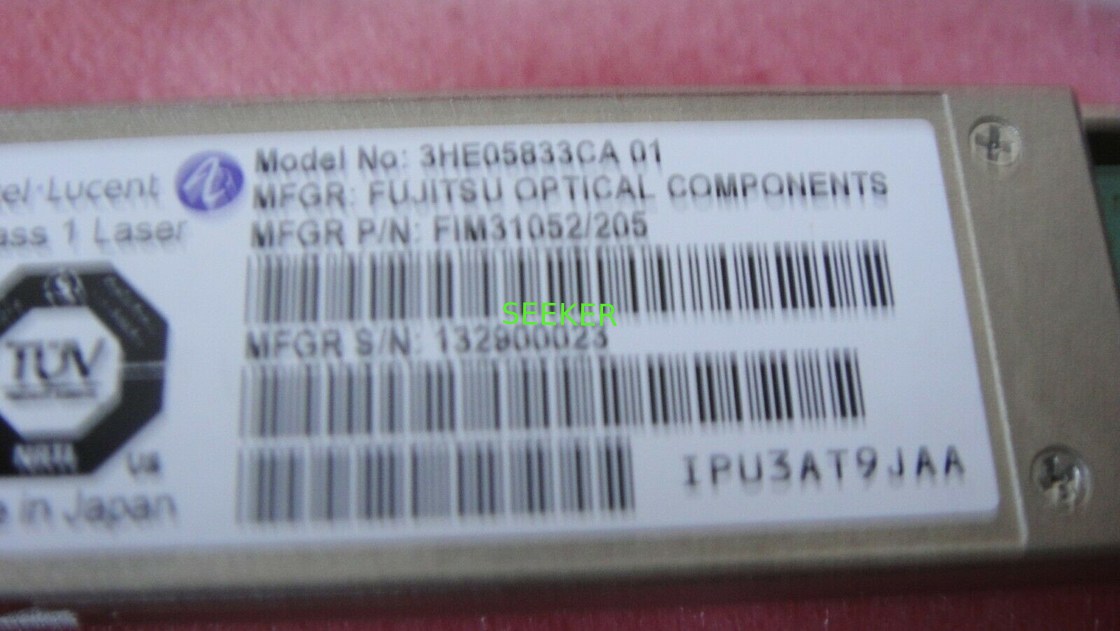 el·Lucent
Model No: 3HE05833CA 01
MFGR: FUJITSU OPTICAL COMPONENTS
ass 1 Laser
MFGR P/N: FIM31052/205
SEEKER
MFGR S/N: 132900023
TÜV
us
IPU3AT9JAA
in Japan